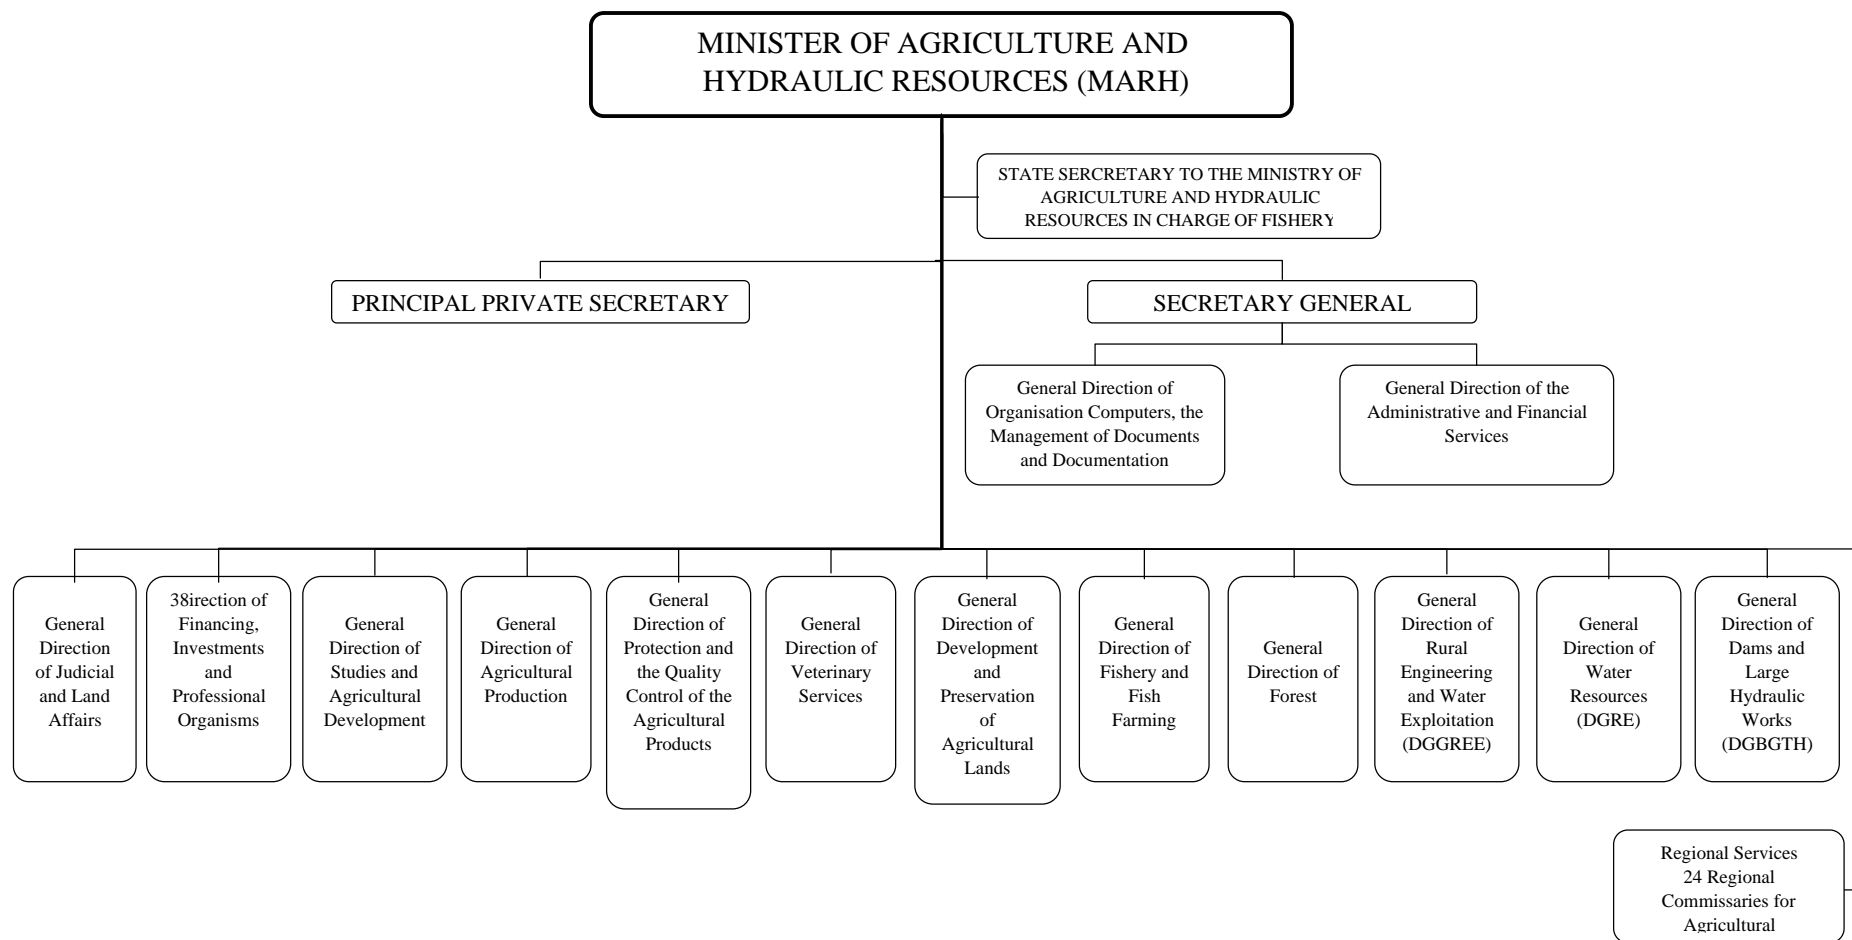 MINISTER OF AGRICULTURE AND
HYDRAULIC RESOURCES (MARH)
STATE SERCRETARY TO THE MINISTRY OF
AGRICULTURE AND HYDRAULIC
RESOURCES IN CHARGE OF FISHERY
PRINCIPAL PRIVATE SECRETARY
SECRETARY GENERAL
General Direction of
Organisation Computers, the
Management of Documents
and Documentation
General Direction of the
Administrative and Financial
Services
General
Direction
of Judicial
and Land
Affairs
38irection of
Financing,
Investments
and
Professional
Organisms
General
Direction of
Studies and
Agricultural
Development
General
Direction of
Agricultural
Production
General
Direction of
Protection and
the Quality
Control of the
Agricultural
Products
General
Direction of
Veterinary
Services
General
Direction of
Development
and
Preservation
of
Agricultural
Lands
General
Direction of
Fishery and
Fish
Farming
General
Direction of
Forest
General
Direction of
Rural
Engineering
and Water
Exploitation
(DGGREE)
General
Direction of
Water
Resources
(DGRE)
General
Direction of
Dams and
Large
Hydraulic
Works
(DGBGTH)
Regional Services
24 Regional
Commissaries for
Agricultural